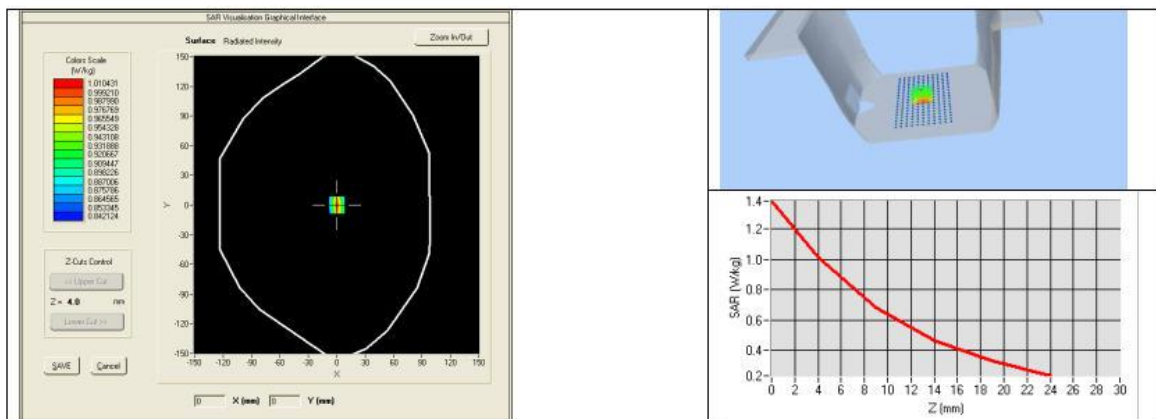 SAR Visualisation Graphical Interface
Surface Radiated Intensity
Zoom In/Out
Colors Scale
(W/kg)
1.010431
0.999210
0.987990
0.976769
0.965549
0.954328
0.943108
0.931888
0.920667
0.909447
0.898226
0.887006
0.875786
0.864565
0.853345
0.842124
150
120
90
60
30
0
-30
-60
-90
-120
-150
Y
-150 -120 -90 -60 -30 0 30 60 90 120 150
X
Z-Cuts Control
<< Upper Cut
Z = 4.0 mm
Lower Cut >>
SAVE Cancel
0 X (mm) 0 Y (mm)
1.4
1.2
1.0
0.8
0.6
0.4
0.2
SAR (W/kg)
0 2 4 6 8 10 12 14 16 18 20 22 24 26 28 30
Z (mm)